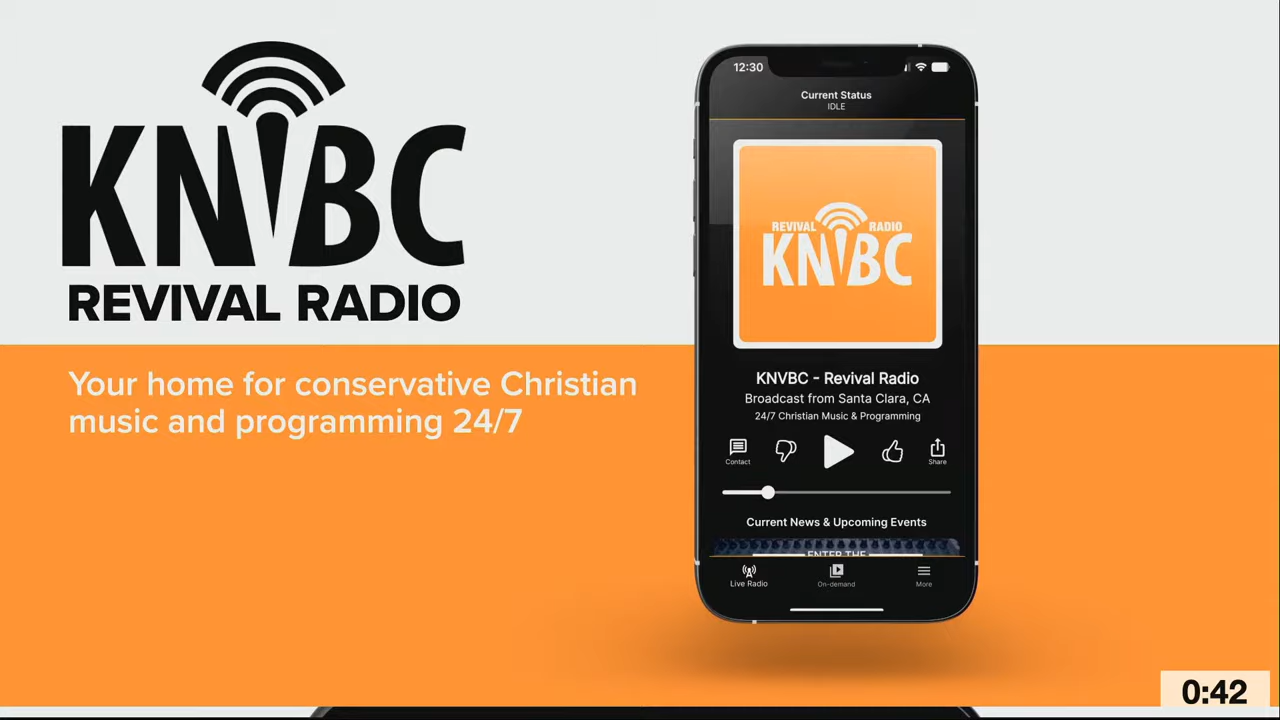 KNVBC
REVIVAL RADIO
Your home for conservative Christian
music and programming 24/7
12:30
Current Status
IDLE
REVIVAL RADIO
KNVBC
KNVBC - Revival Radio
Broadcast from Santa Clara, CA
24/7 Christian Music & Programming
Contact
Share
Current News & Upcoming Events
ENTER THE
Live Radio
On-demand
More
0:42